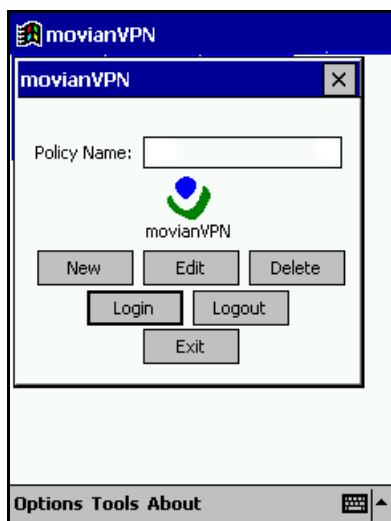 movianVPN
movianVPN
Policy Name:
movianVPN
New Edit Delete
Login Logout
Exit
Options Tools About